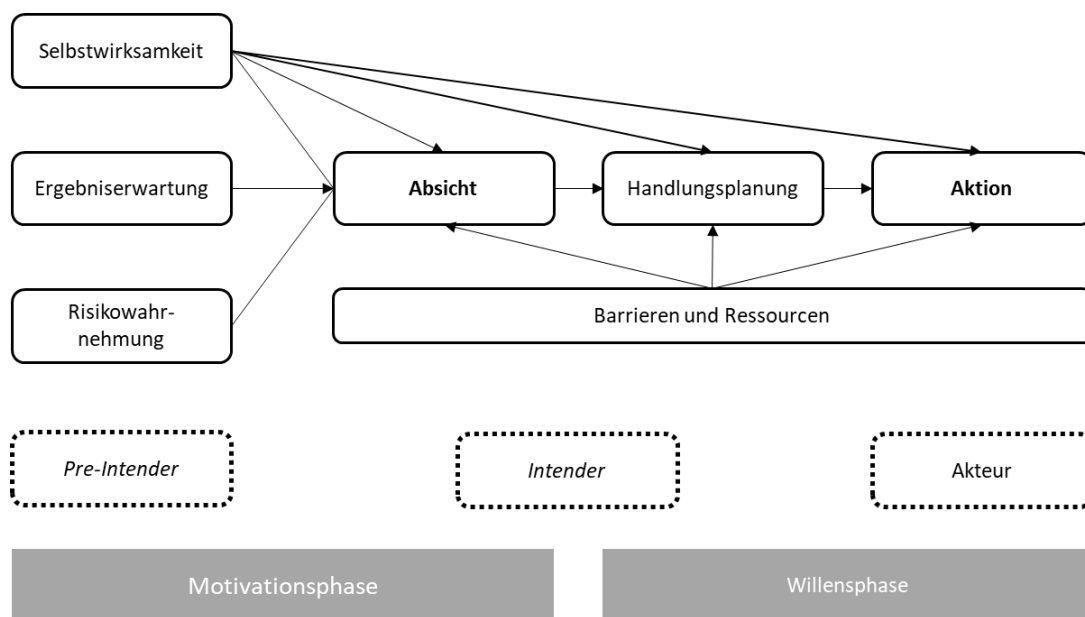 Selbstwirksamkeit
Ergebniserwartung
Absicht
Handlungsplanung
Aktion
Risikowahr-
nehmung
Barrieren und Ressourcen
Pre-Intender
Intender
Akteur
Motivationsphase
Willensphase